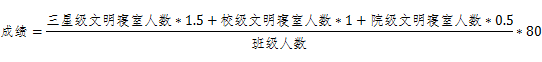 成绩 = 三星级文明寝室人数 * 1.5 + 校级文明寝室人数 * 1 + 院级文明寝室人数 * 0.5
班级人数
* 80